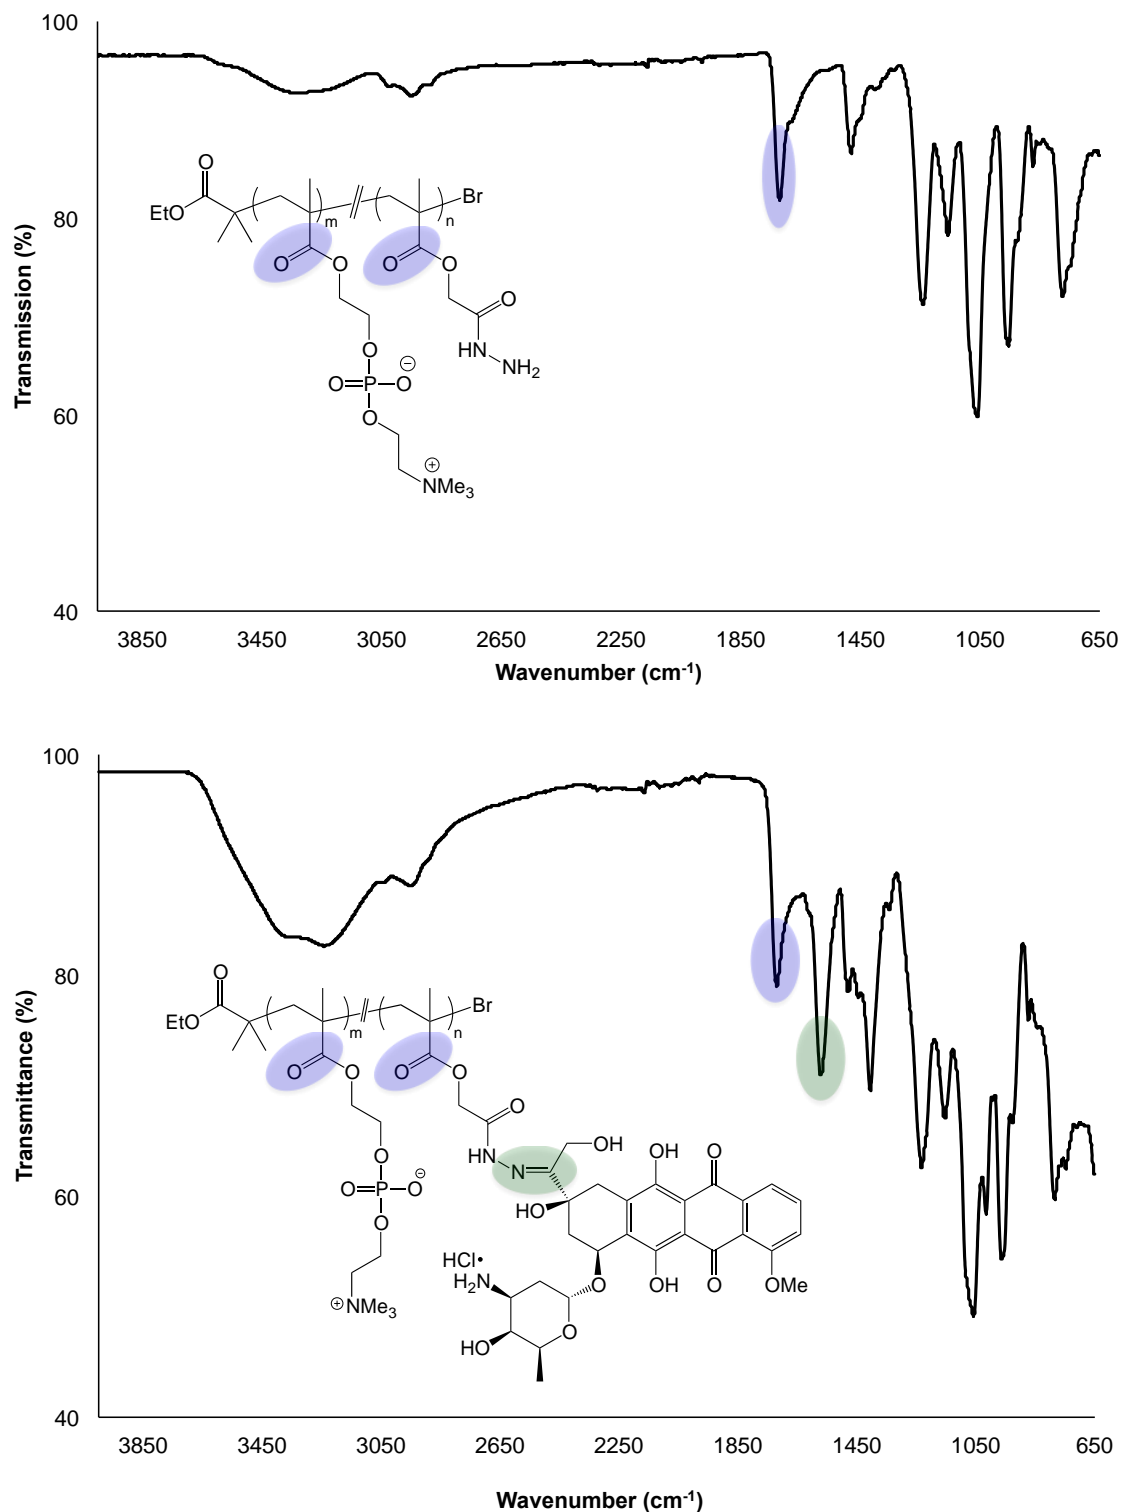 100
80
60
40
Transmission (%)
O
EtO
m
n
Br
O
O
O
O
O
O
HN
NH2
O=P-O
⊖
O
⊕
NMe3
3850 3450 3050 2650 2250 1850 1450 1050 650
Wavenumber (cm-1)
100
80
60
40
Transmittance (%)
O
EtO
m
n
Br
O
O
O
O
O
HN
N
OH
O
O=P-O
⊖
O
⊕
NMe3
HO
OH
O
OH
O
OMe
O
HCl•
H2N
O
HO
3850 3450 3050 2650 2250 1850 1450 1050 650
Wavenumber (cm-1)